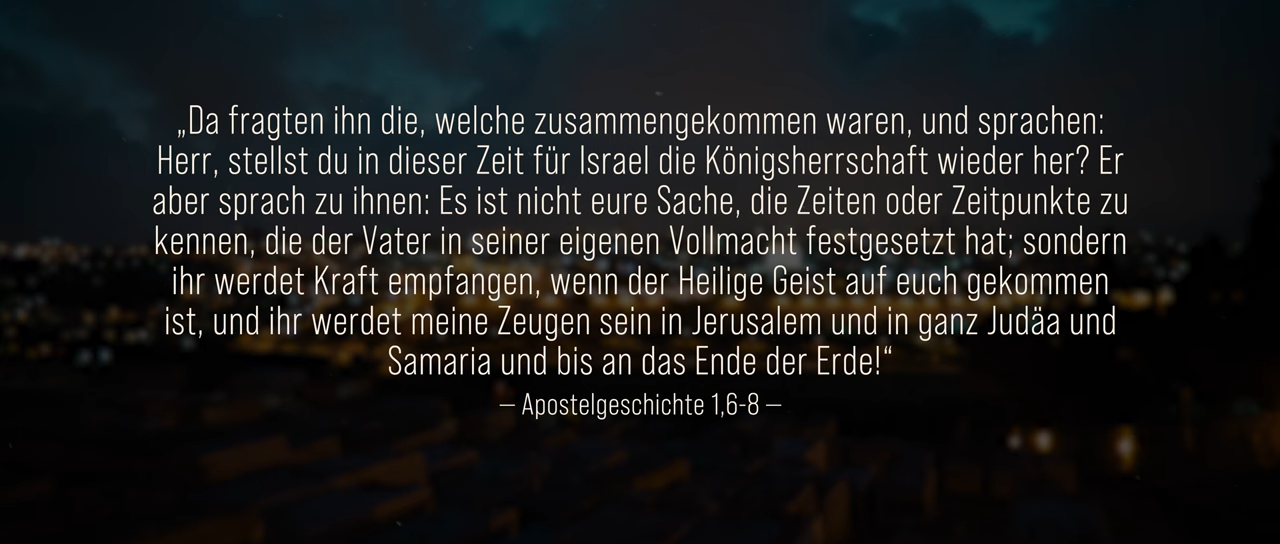 „Da fragten ihn die, welche zusammengekommen waren, und sprachen:
Herr, stellst du in dieser Zeit für Israel die Königsherrschaft wieder her? Er
aber sprach zu ihnen: Es ist nicht eure Sache, die Zeiten oder Zeitpunkte zu
kennen, die der Vater in seiner eigenen Vollmacht festgesetzt hat; sondern
ihr werdet Kraft empfangen, wenn der Heilige Geist auf euch gekommen
ist, und ihr werdet meine Zeugen sein in Jerusalem und in ganz Judäa und
Samaria und bis an das Ende der Erde!“
– Apostelgeschichte 1,6-8 –